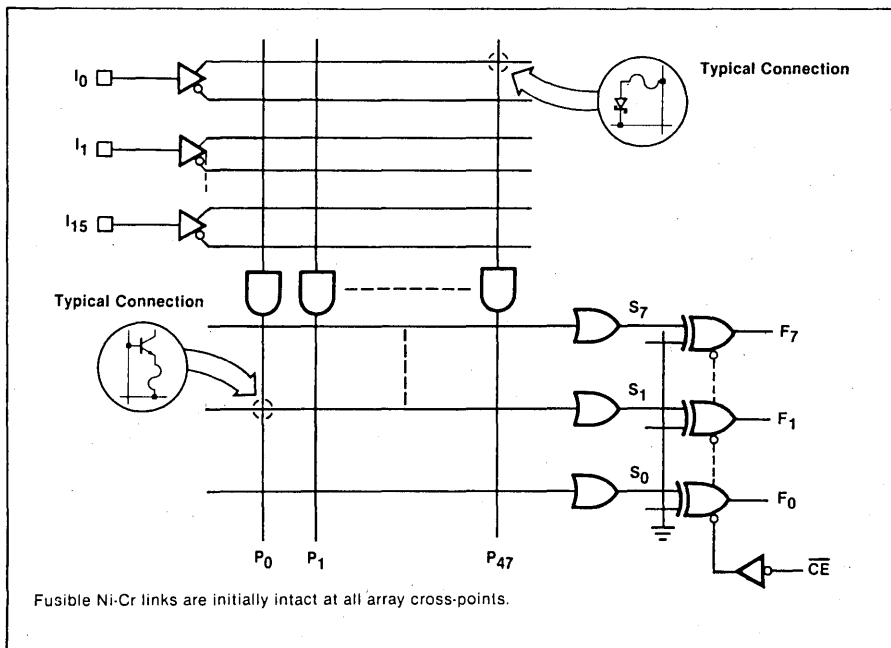 I0
Typical Connection
I1
I15
Typical Connection
S7
F7
S1
F1
S0
F0
P0 P1 P47
CE
Fusible Ni-Cr links are initially intact at all array cross-points.